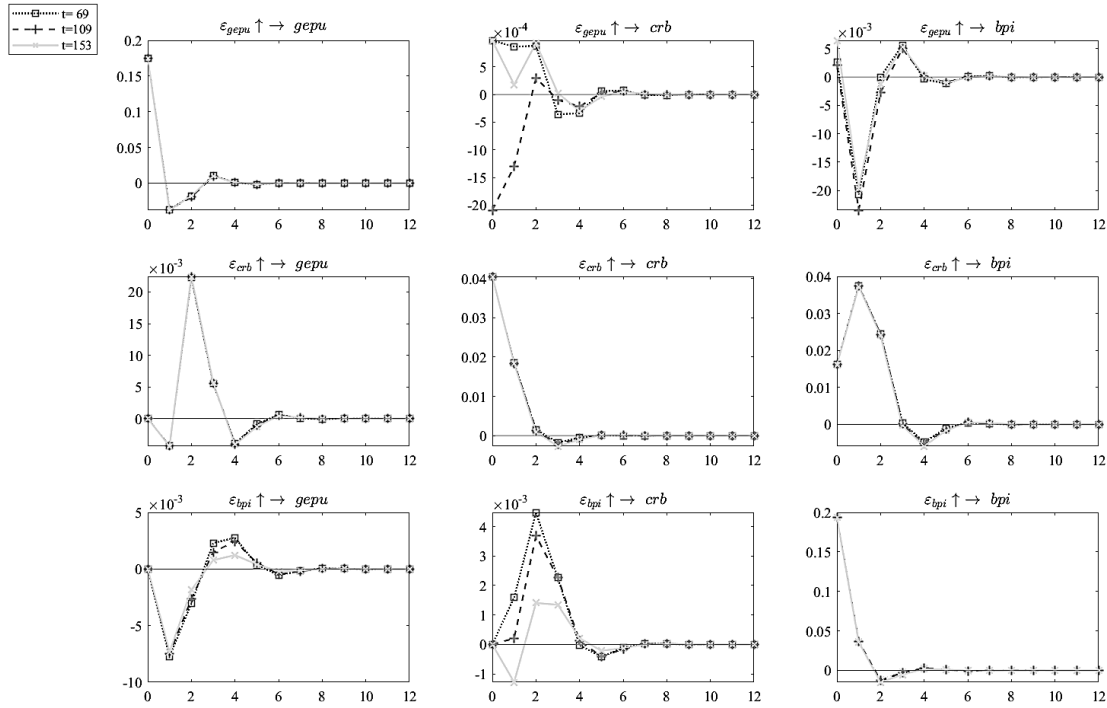 t= 69
t=109
t=153
ε_gepu ↑ → gepu
0.2
0.15
0.1
0.05
0
0 2 4 6 8 10 12
ε_gepu ↑ → crb
×10^-4
5
0
-5
-10
-15
-20
0 2 4 6 8 10 12
ε_gepu ↑ → bpi
×10^-3
5
0
-5
-10
-15
-20
0 2 4 6 8 10 12
ε_crb ↑ → gepu
×10^-3
20
15
10
5
0
0 2 4 6 8 10 12
ε_crb ↑ → crb
0.04
0.03
0.02
0.01
0
0 2 4 6 8 10 12
ε_crb ↑ → bpi
0.04
0.03
0.02
0.01
0
0 2 4 6 8 10 12
ε_bpi ↑ → gepu
×10^-3
5
0
-5
-10
0 2 4 6 8 10 12
ε_bpi ↑ → crb
×10^-3
4
3
2
1
0
-1
0 2 4 6 8 10 12
ε_bpi ↑ → bpi
0.2
0.15
0.1
0.05
0
0 2 4 6 8 10 12